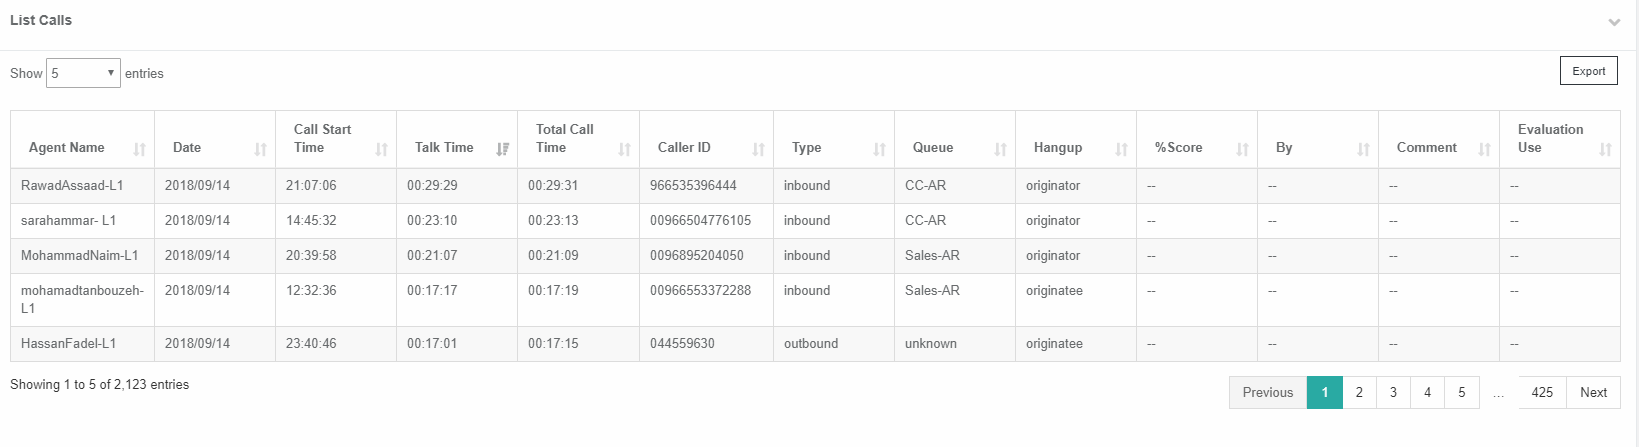 List Calls
Show 5 entries
Export
Agent Name Date Call Start Time Talk Time Total Call Time Caller ID Type Queue Hangup %Score By Comment Evaluation Use
RawadAssaad-L1 2018/09/14 21:07:06 00:29:29 00:29:31 966535396444 inbound CC-AR originator -- -- -- --
sarahammar- L1 2018/09/14 14:45:32 00:23:10 00:23:13 00966504776105 inbound CC-AR originator -- -- -- --
MohammadNaim-L1 2018/09/14 20:39:58 00:21:07 00:21:09 0096895204050 inbound Sales-AR originator -- -- -- --
mohamadtanbouzeh-L1 2018/09/14 12:32:36 00:17:17 00:17:19 00966553372288 inbound Sales-AR originatee -- -- -- --
HassanFadel-L1 2018/09/14 23:40:46 00:17:01 00:17:15 044559630 outbound unknown originatee -- -- -- --
Showing 1 to 5 of 2,123 entries
Previous 1 2 3 4 5 ... 425 Next